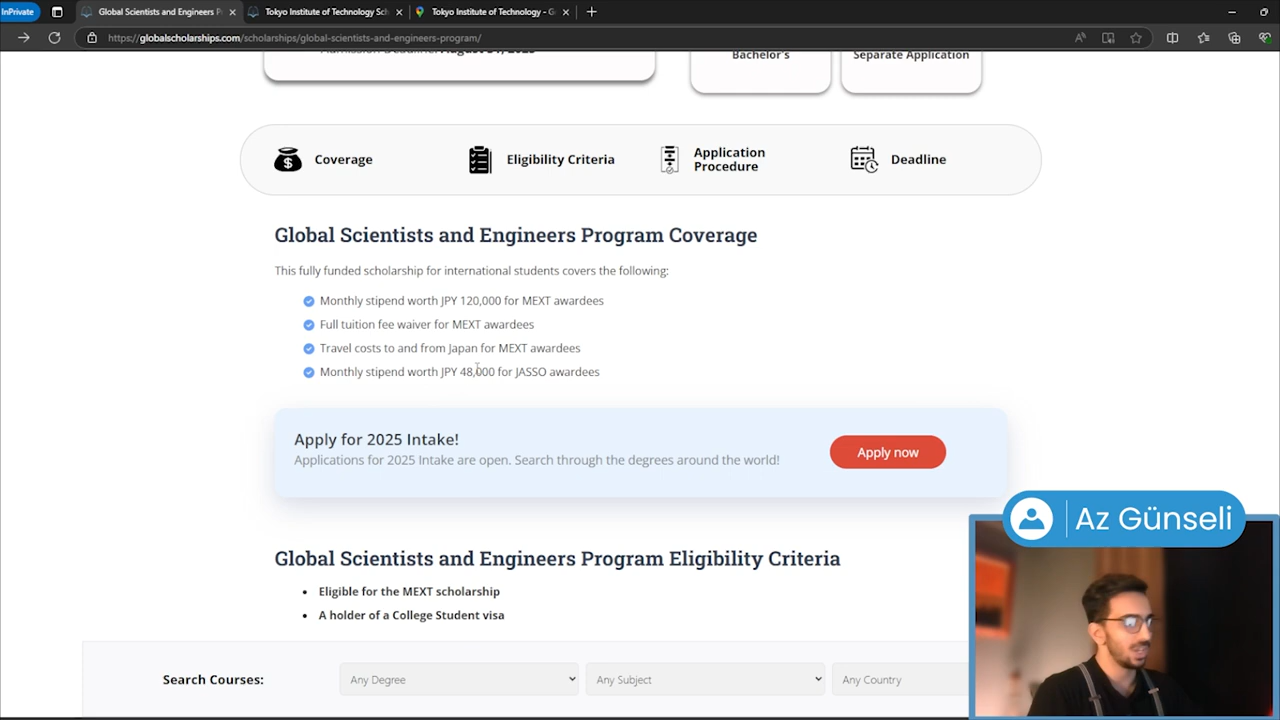 InPrivate
Global Scientists and Engineers P
Tokyo Institute of Technology Sch
Tokyo Institute of Technology - G
https://globalscholarships.com/scholarships/global-scientists-and-engineers-program/
Bachelor's
Separate Application
Coverage
Eligibility Criteria
Application
Procedure
Deadline
Global Scientists and Engineers Program Coverage
This fully funded scholarship for international students covers the following:
Monthly stipend worth JPY 120,000 for MEXT awardees
Full tuition fee waiver for MEXT awardees
Travel costs to and from Japan for MEXT awardees
Monthly stipend worth JPY 48,000 for JASSO awardees
Apply for 2025 Intake!
Applications for 2025 Intake are open. Search through the degrees around the world!
Apply now
Az Günseli
Global Scientists and Engineers Program Eligibility Criteria
• Eligible for the MEXT scholarship
• A holder of a College Student visa
Search Courses:
Any Degree
Any Subject
Any Country